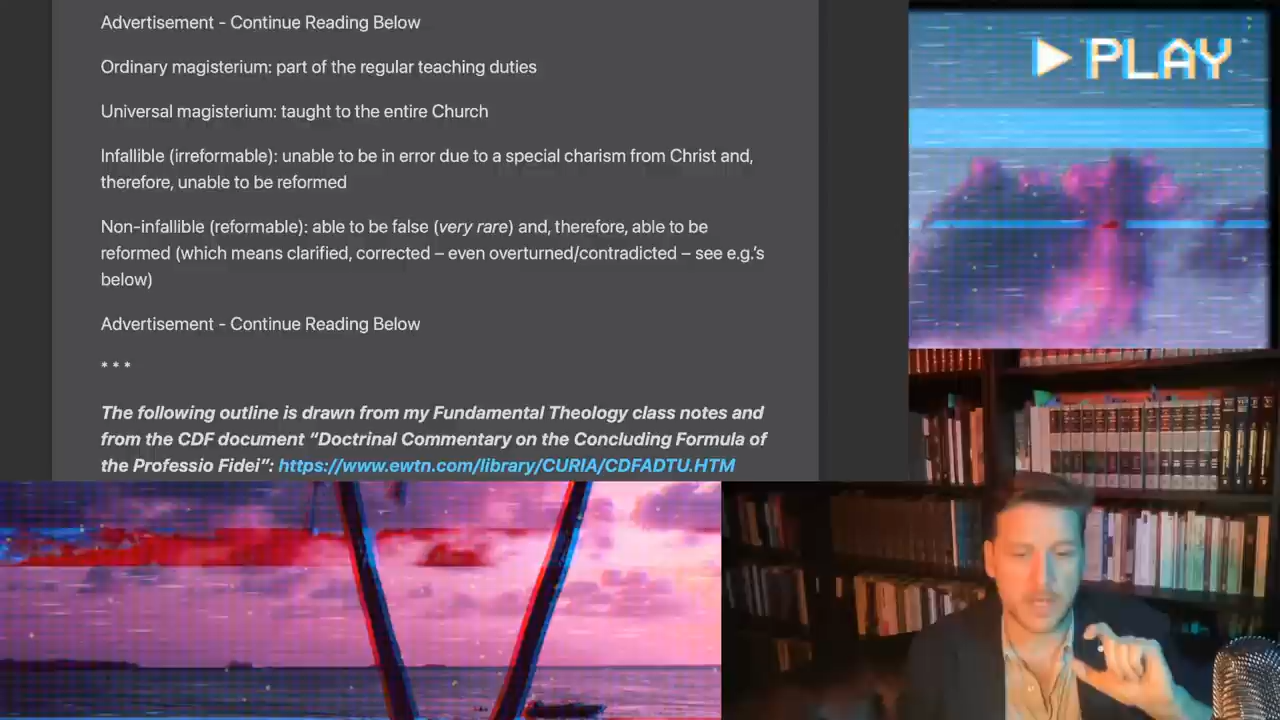 Advertisement - Continue Reading Below
Ordinary magisterium: part of the regular teaching duties
Universal magisterium: taught to the entire Church
Infallible (irreformable): unable to be in error due to a special charism from Christ and,
therefore, unable to be reformed
Non-infallible (reformable): able to be false (very rare) and, therefore, able to be
reformed (which means clarified, corrected – even overturned/contradicted – see e.g.'s
below)
Advertisement - Continue Reading Below
* * *
The following outline is drawn from my Fundamental Theology class notes and
from the CDF document “Doctrinal Commentary on the Concluding Formula of
the Professio Fidei”: https://www.ewtn.com/library/CURIA/CDFADTU.HTM
PLAY